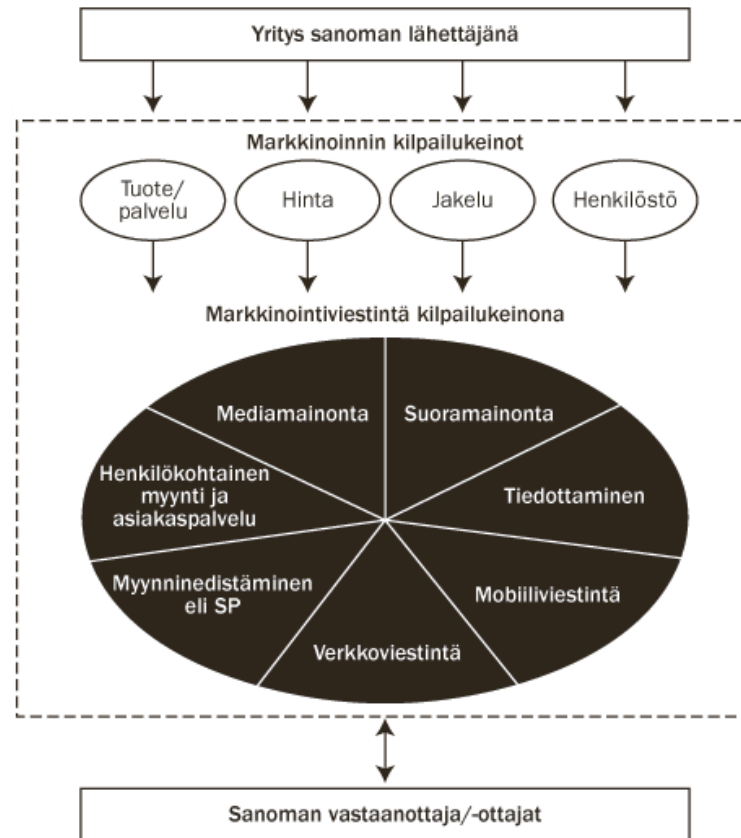 Yritys sanoman lähettäjänä
Markkinoinnin kilpailukeinot
Tuote/
palvelu
Hinta
Jakelu
Henkilöstö
Markkinointiviestintä kilpailukeinona
Mediamainonta
Suoramainonta
Henkilökohtainen
myynti ja
asiakaspalvelu
Tiedottaminen
Myynninedistäminen
eli SP
Mobiiliviestintä
Verkkoviestintä
Sanoman vastaanottaja/-ottajat